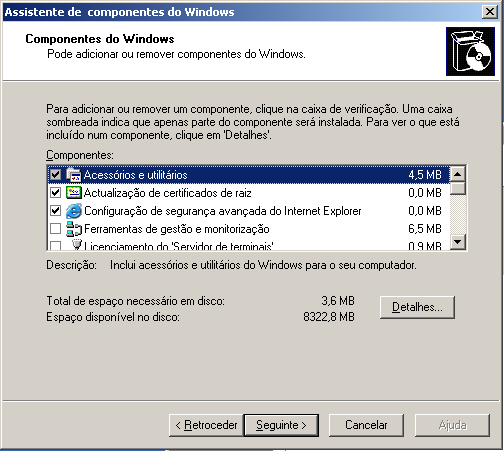 Assistente de componentes do Windows
Componentes do Windows
Pode adicionar ou remover componentes do Windows.
Para adicionar ou remover um componente, clique na caixa de verificação. Uma caixa
sombreada indica que apenas parte do componente será instalada. Para ver o que está
incluído num componente, clique em 'Detalhes'.
Componentes:
Acessórios e utilitários 4,5 MB
Actualização de certificados de raiz 0,0 MB
Configuração de segurança avançada do Internet Explorer 0,0 MB
Ferramentas de gestão e monitorização 6,5 MB
Licenciamento do 'Servidor de terminais' 0,9 MB
Descrição: Inclui acessórios e utilitários do Windows para o seu computador.
Total de espaço necessário em disco: 3,6 MB
Espaço disponível no disco: 8322,8 MB
Detalhes...
< Retroceder
Seguinte >
Cancelar
Ajuda